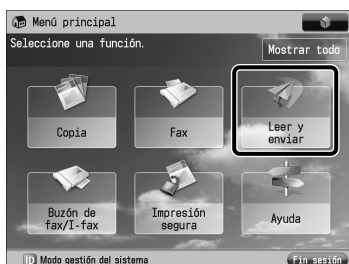 Menú principal
Seleccione una función.
Mostrar todo
Copia
Fax
Leer y
enviar
Buzón de
fax/I-fax
Impresión
segura
Ayuda
ID Modo gestión del sistema
Fin sesión